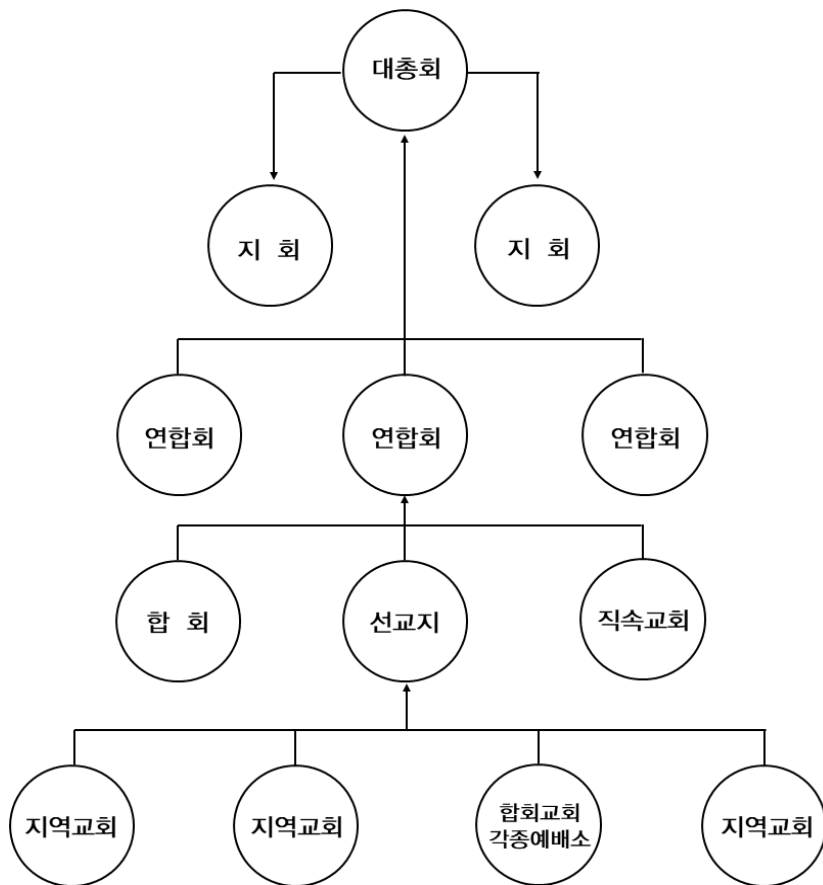 대총회
지 회
지 회
연합회
연합회
연합회
합 회
선교지
직속교회
지역교회
지역교회
합회교회
각종예배소
지역교회